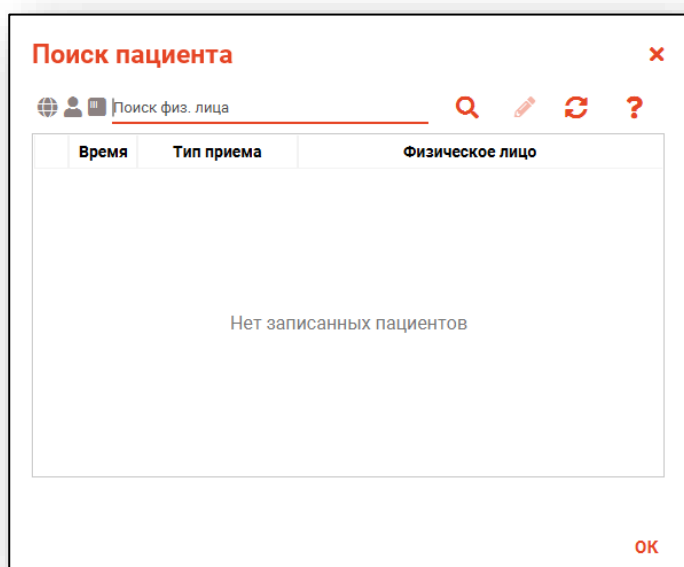 Поиск пациента
Поиск физ. лица
Время Тип приема Физическое лицо
Нет записанных пациентов
ОК